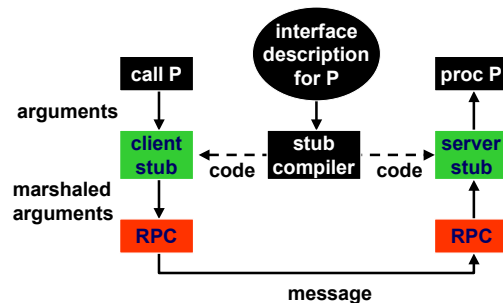 interface
description
for P
call P
proc P
arguments
client
stub
stub
compiler
server
stub
code
code
marshaled
arguments
RPC
RPC
message